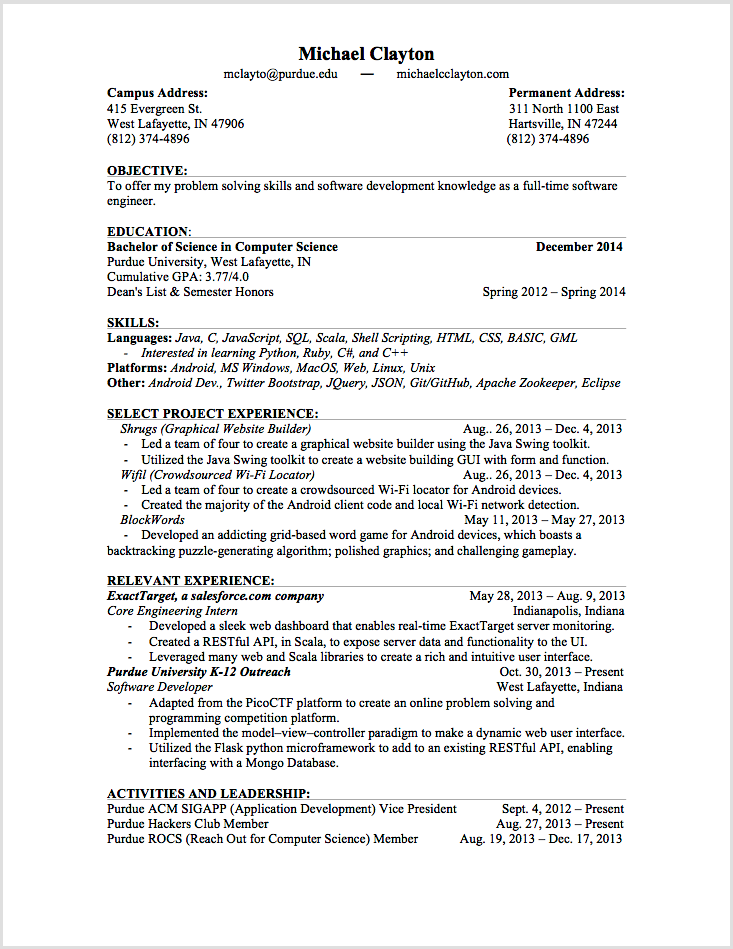 Michael Clayton
mclayto@purdue.edu — michaelcclayton.com
Campus Address: Permanent Address:
415 Evergreen St. 311 North 1100 East
West Lafayette, IN 47906 Hartsville, IN 47244
(812) 374-4896 (812) 374-4896
OBJECTIVE:
To offer my problem solving skills and software development knowledge as a full-time software
engineer.
EDUCATION:
Bachelor of Science in Computer Science December 2014
Purdue University, West Lafayette, IN
Cumulative GPA: 3.77/4.0
Dean's List & Semester Honors Spring 2012 – Spring 2014
SKILLS:
Languages: Java, C, JavaScript, SQL, Scala, Shell Scripting, HTML, CSS, BASIC, GML
- Interested in learning Python, Ruby, C#, and C++
Platforms: Android, MS Windows, MacOS, Web, Linux, Unix
Other: Android Dev., Twitter Bootstrap, JQuery, JSON, Git/GitHub, Apache Zookeeper, Eclipse
SELECT PROJECT EXPERIENCE:
Shrugs (Graphical Website Builder) Aug.. 26, 2013 – Dec. 4, 2013
- Led a team of four to create a graphical website builder using the Java Swing toolkit.
- Utilized the Java Swing toolkit to create a website building GUI with form and function.
Wifil (Crowdsourced Wi-Fi Locator) Aug.. 26, 2013 – Dec. 4, 2013
- Led a team of four to create a crowdsourced Wi-Fi locator for Android devices.
- Created the majority of the Android client code and local Wi-Fi network detection.
BlockWords May 11, 2013 – May 27, 2013
- Developed an addicting grid-based word game for Android devices, which boasts a
backtracking puzzle-generating algorithm; polished graphics; and challenging gameplay.
RELEVANT EXPERIENCE:
ExactTarget, a salesforce.com company May 28, 2013 – Aug. 9, 2013
Core Engineering Intern Indianapolis, Indiana
- Developed a sleek web dashboard that enables real-time ExactTarget server monitoring.
- Created a RESTful API, in Scala, to expose server data and functionality to the UI.
- Leveraged many web and Scala libraries to create a rich and intuitive user interface.
Purdue University K-12 Outreach Oct. 30, 2013 – Present
Software Developer West Lafayette, Indiana
- Adapted from the PicoCTF platform to create an online problem solving and
programming competition platform.
- Implemented the model–view–controller paradigm to make a dynamic web user interface.
- Utilized the Flask python microframework to add to an existing RESTful API, enabling
interfacing with a Mongo Database.
ACTIVITIES AND LEADERSHIP:
Purdue ACM SIGAPP (Application Development) Vice President Sept. 4, 2012 – Present
Purdue Hackers Club Member Aug. 27, 2013 – Present
Purdue ROCS (Reach Out for Computer Science) Member Aug. 19, 2013 – Dec. 17, 2013